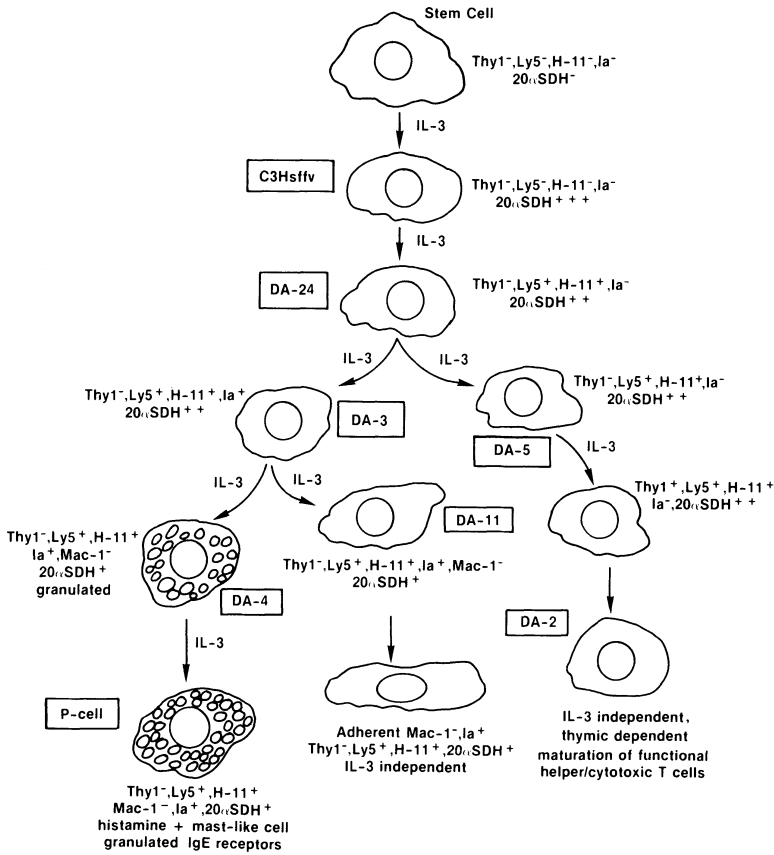 Stem Cell
Thy1⁻,Ly5⁻,H-11⁻,Ia⁻
20αSDH⁻
IL-3
C3Hsffv
Thy1⁻,Ly5⁻,H-11⁻,Ia⁻
20αSDH⁺⁺⁺
IL-3
DA-24
Thy1⁻,Ly5⁺,H-11⁺,Ia⁻
20αSDH⁺⁺
IL-3
IL-3
Thy1⁻,Ly5⁺,H-11⁺,Ia⁺
20αSDH⁺⁺
DA-3
Thy1⁻,Ly5⁺,H-11⁺,Ia⁻
20αSDH⁺⁺
DA-5
IL-3
IL-3
IL-3
Thy1⁻,Ly5⁺,H-11⁺
Ia⁺,Mac-1⁻
20αSDH⁺
granulated
DA-4
DA-11
Thy1⁻,Ly5⁺,H-11⁺,Ia⁺,Mac-1⁻
20αSDH⁺
Thy1⁺,Ly5⁺,H-11⁺
Ia⁻,20αSDH⁺⁺
IL-3
DA-2
P-cell
Thy1⁻,Ly5⁺,H-11⁺
Mac-1⁻,Ia⁺,20αSDH⁺
histamine + mast-like cell
granulated IgE receptors
Adherent Mac-1⁻,Ia⁺
Thy1⁻,Ly5⁺,H-11⁺,20αSDH⁺
IL-3 independent
IL-3 independent,
thymic dependent
maturation of functional
helper/cytotoxic T cells